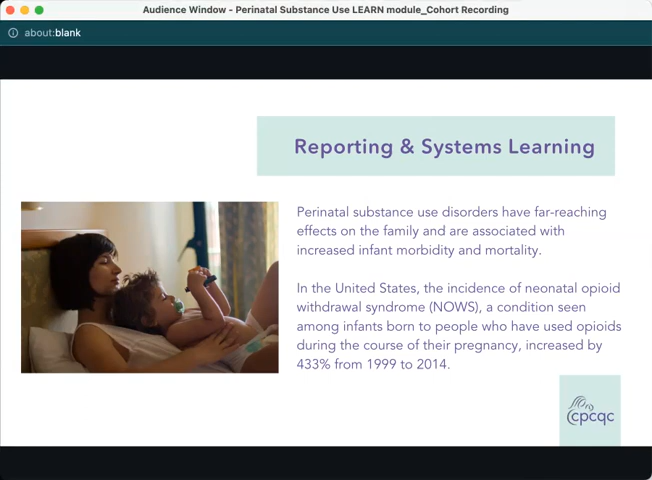 Audience Window - Perinatal Substance Use LEARN module_Cohort Recording
about:blank
Reporting & Systems Learning
Perinatal substance use disorders have far-reaching
effects on the family and are associated with
increased infant morbidity and mortality.
In the United States, the incidence of neonatal opioid
withdrawal syndrome (NOWS), a condition seen
among infants born to people who have used opioids
during the course of their pregnancy, increased by
433% from 1999 to 2014.
cpcqc